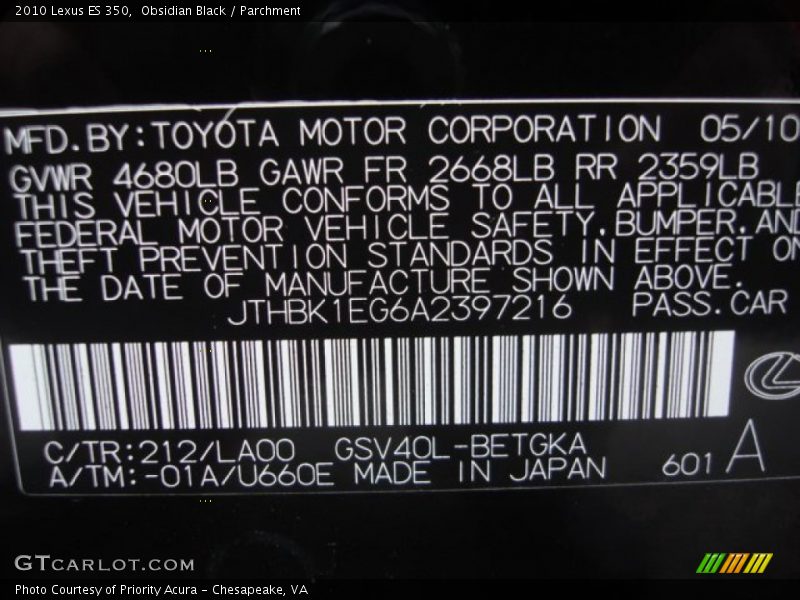 2010 Lexus ES 350,  Obsidian Black / Parchment
MFD.BY:TOYOTA MOTOR CORPORATION 05/10
GVWR 4680LB GAWR FR 2668LB RR 2359LB
THIS VEHICLE CONFORMS TO ALL APPLICABLE
FEDERAL MOTOR VEHICLE SAFETY.BUMPER.AND
THEFT PREVENTION STANDARDS IN EFFECT ON
THE DATE OF MANUFACTURE SHOWN ABOVE.
JTHBK1EG6A2397216 PASS.CAR
C/TR:212/LA00 GSV40L-BETGKA
A/TM:-01A/U660E MADE IN JAPAN 601 A
GTCARLOT.COM
Photo Courtesy of Priority Acura - Chesapeake, VA